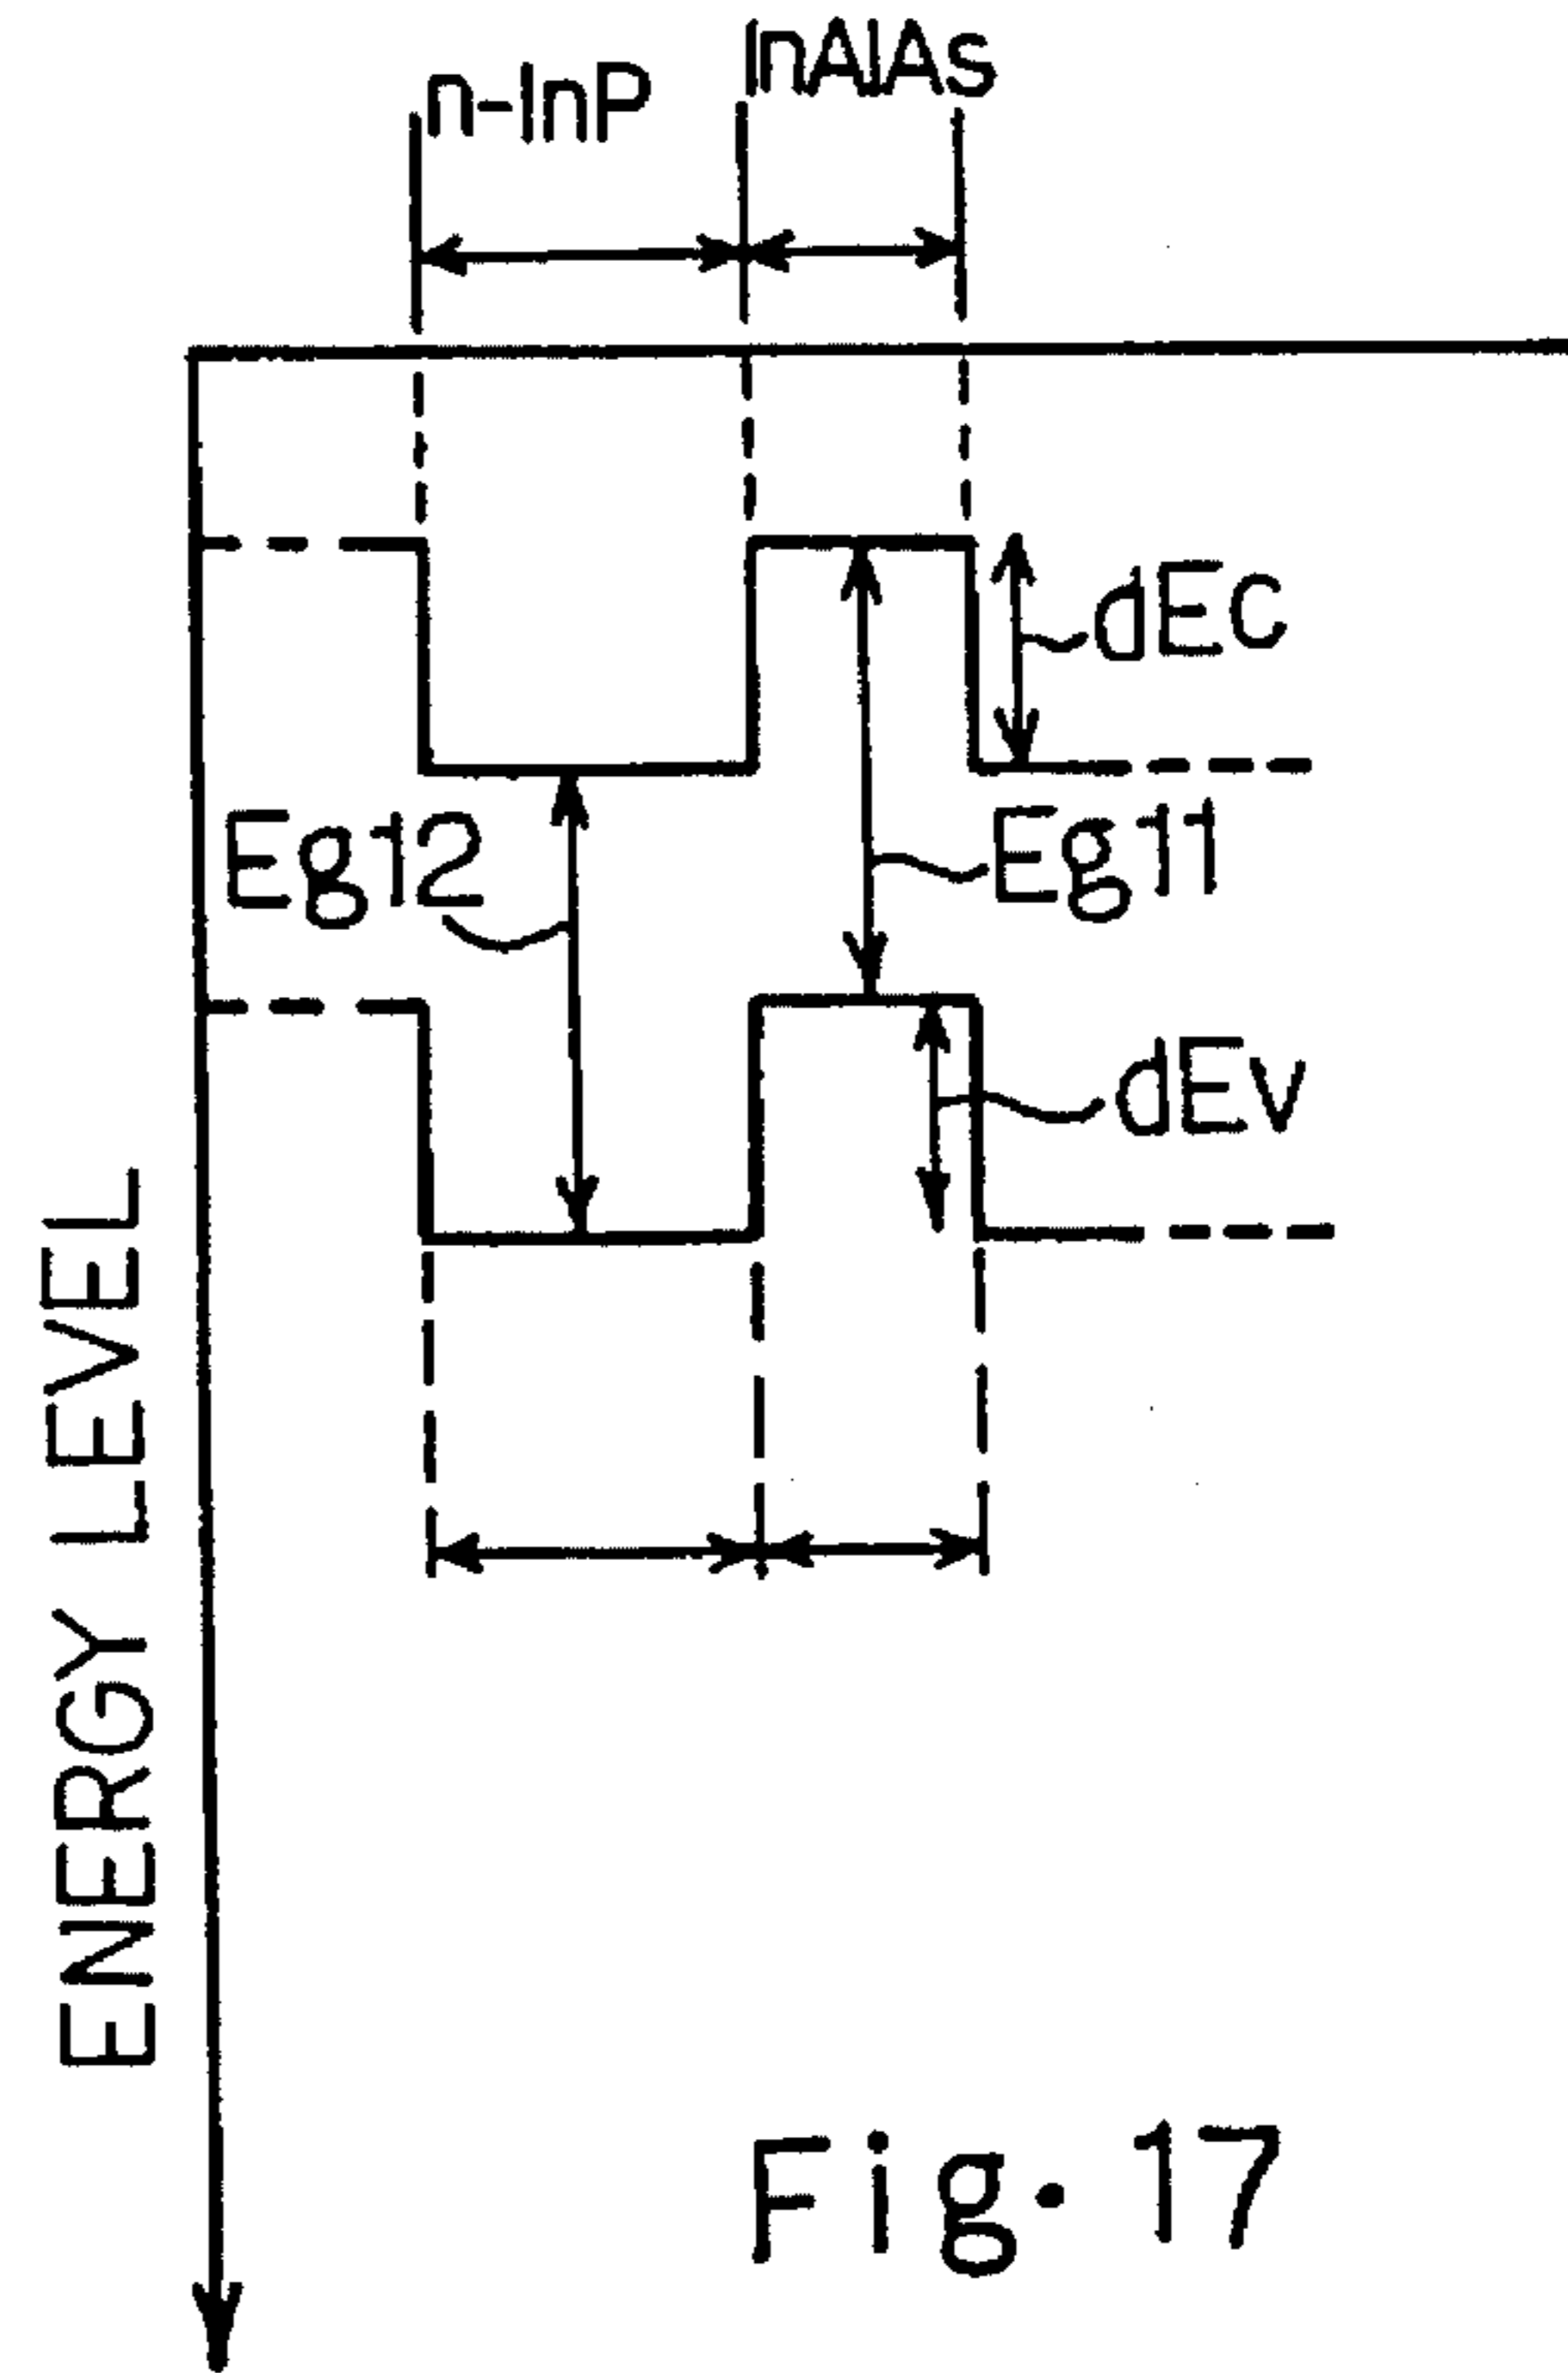 n-InP
InAlAs
dEc
Eg12
Eg11
dEv
ENERGY LEVEL
Fig. 17